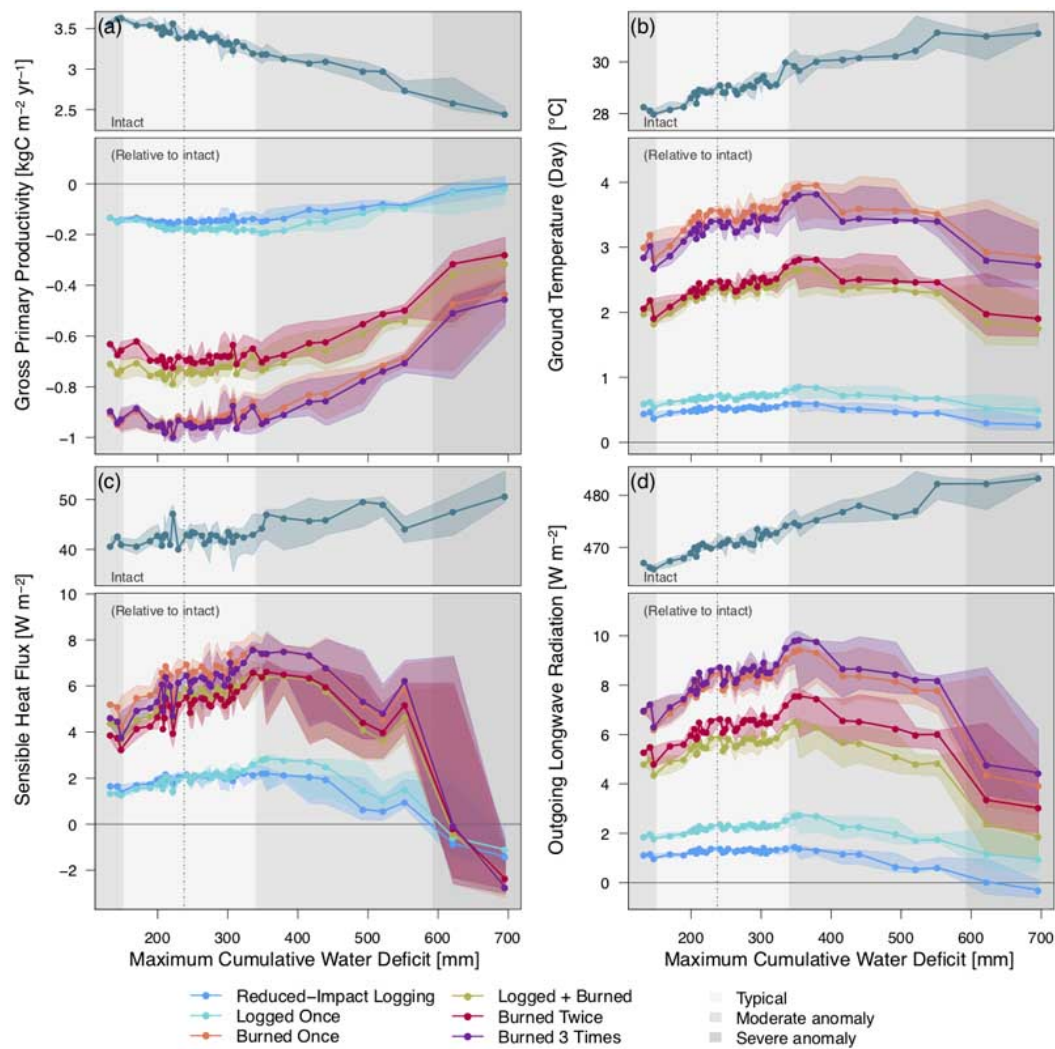 (a)
3.5
3
2.5
Intact
Gross Primary Productivity [kgC m−2 yr−1]
(Relative to intact)
0
−0.2
−0.4
−0.6
−0.8
−1
(b)
30
28
Intact
Ground Temperature (Day) [°C]
(Relative to intact)
4
3
2
1
0
(c)
50
40
Intact
Sensible Heat Flux [W m−2]
(Relative to intact)
10
8
6
4
2
0
−2
200 300 400 500 600 700
Maximum Cumulative Water Deficit [mm]
(d)
480
470
Intact
Outgoing Longwave Radiation [W m−2]
(Relative to intact)
10
8
6
4
2
0
200 300 400 500 600 700
Maximum Cumulative Water Deficit [mm]
Reduced−Impact Logging
Logged Once
Burned Once
Logged + Burned
Burned Twice
Burned 3 Times
Typical
Moderate anomaly
Severe anomaly